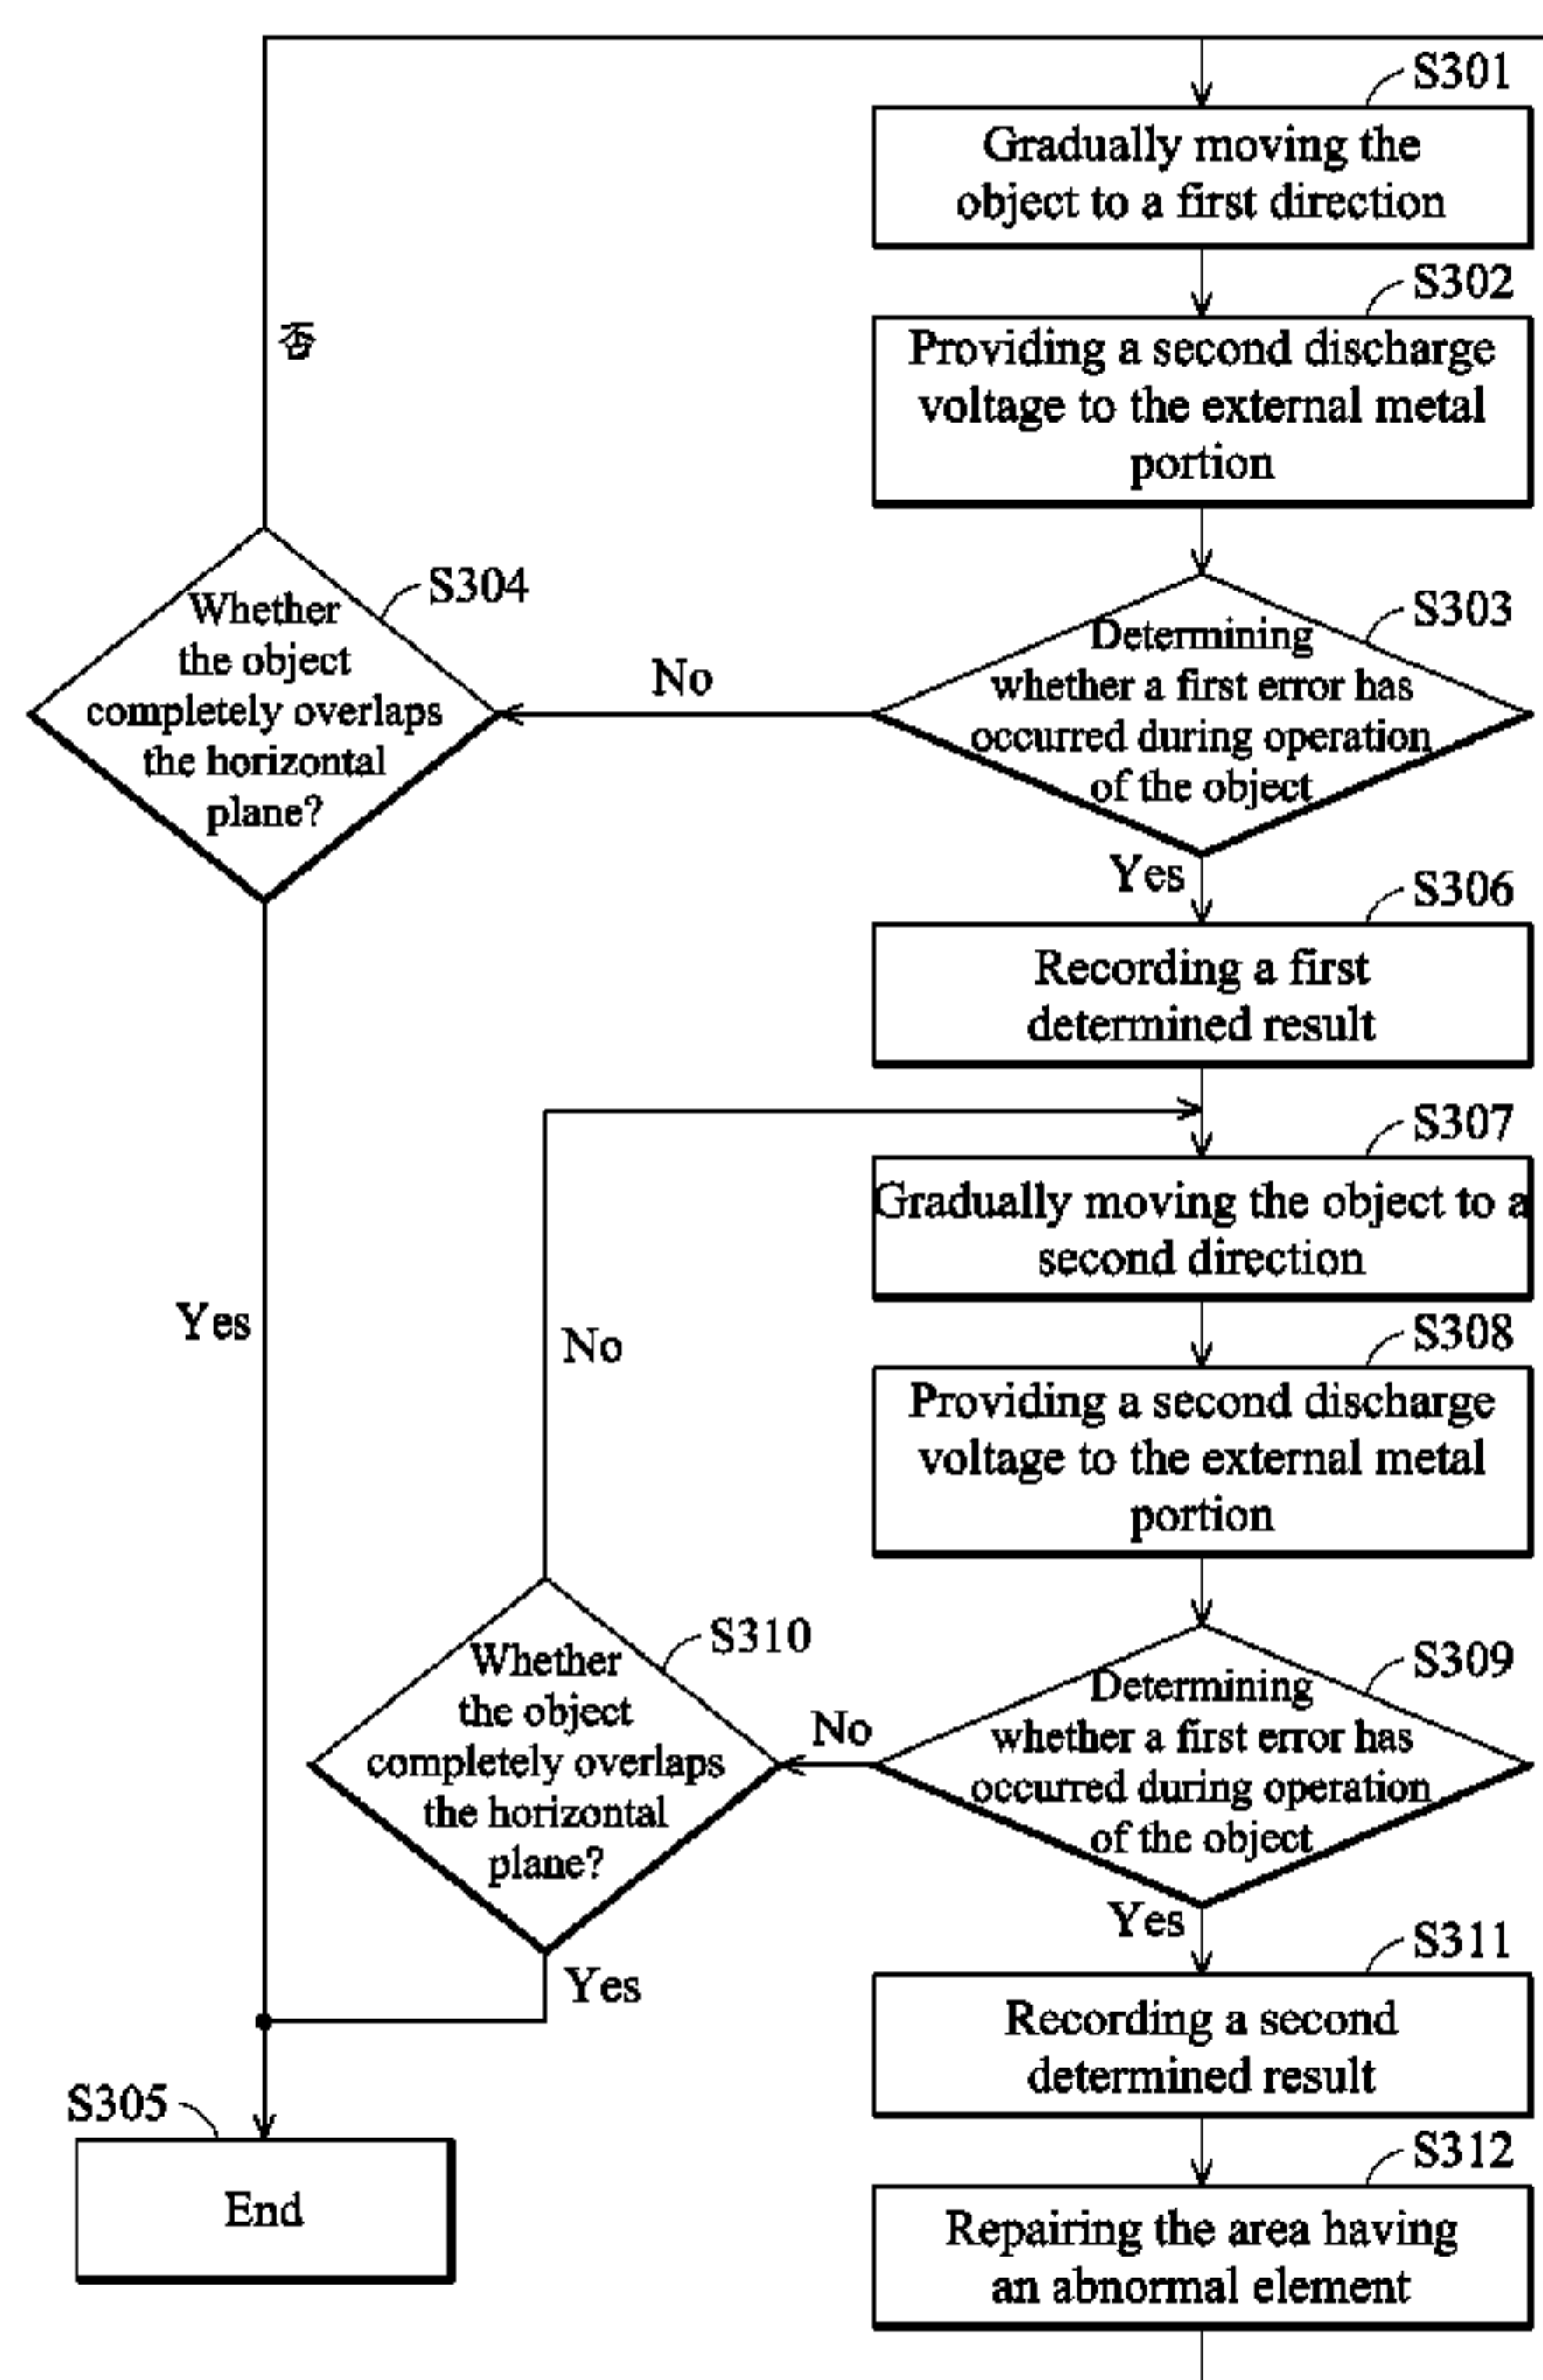 S301
Gradually moving the
object to a first direction
S302
Providing a second discharge
voltage to the external metal
portion
否
S304
Whether
the object
completely overlaps
the horizontal
plane?
No
S303
Determining
whether a first error has
occurred during operation
of the object
Yes
S306
Recording a first
determined result
S307
Gradually moving the object to a
second direction
Yes
No
S308
Providing a second discharge
voltage to the external metal
portion
S310
Whether
the object
completely overlaps
the horizontal
plane?
No
S309
Determining
whether a first error has
occurred during operation
of the object
Yes
Yes
S311
Recording a second
determined result
S305
End
S312
Repairing the area having
an abnormal element